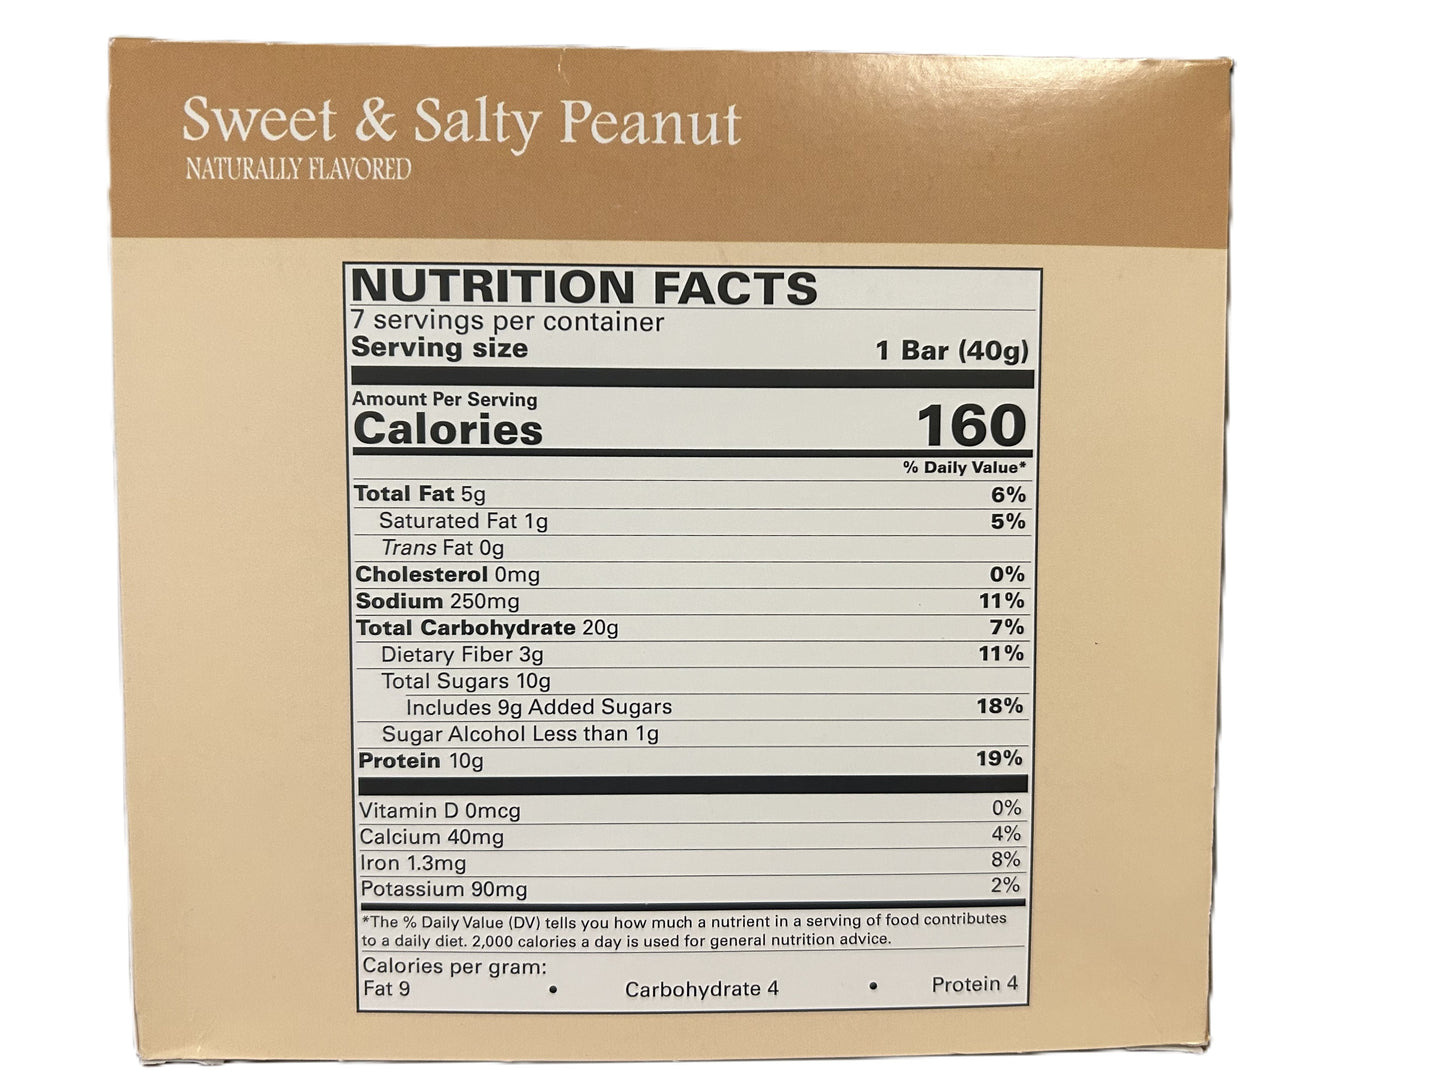 Sweet & Salty Peanut
NATURALLY FLAVORED
NUTRITION FACTS
7 servings per container
Serving size 1 Bar (40g)
Amount Per Serving
Calories 160
% Daily Value*
Total Fat 5g 6%
Saturated Fat 1g 5%
Trans Fat 0g
Cholesterol 0mg 0%
Sodium 250mg 11%
Total Carbohydrate 20g 7%
Dietary Fiber 3g 11%
Total Sugars 10g
Includes 9g Added Sugars 18%
Sugar Alcohol Less than 1g
Protein 10g 19%
Vitamin D 0mcg 0%
Calcium 40mg 4%
Iron 1.3mg 8%
Potassium 90mg 2%
*The % Daily Value (DV) tells you how much a nutrient in a serving of food contributes
to a daily diet. 2,000 calories a day is used for general nutrition advice.
Calories per gram:
Fat 9 • Carbohydrate 4 • Protein 4